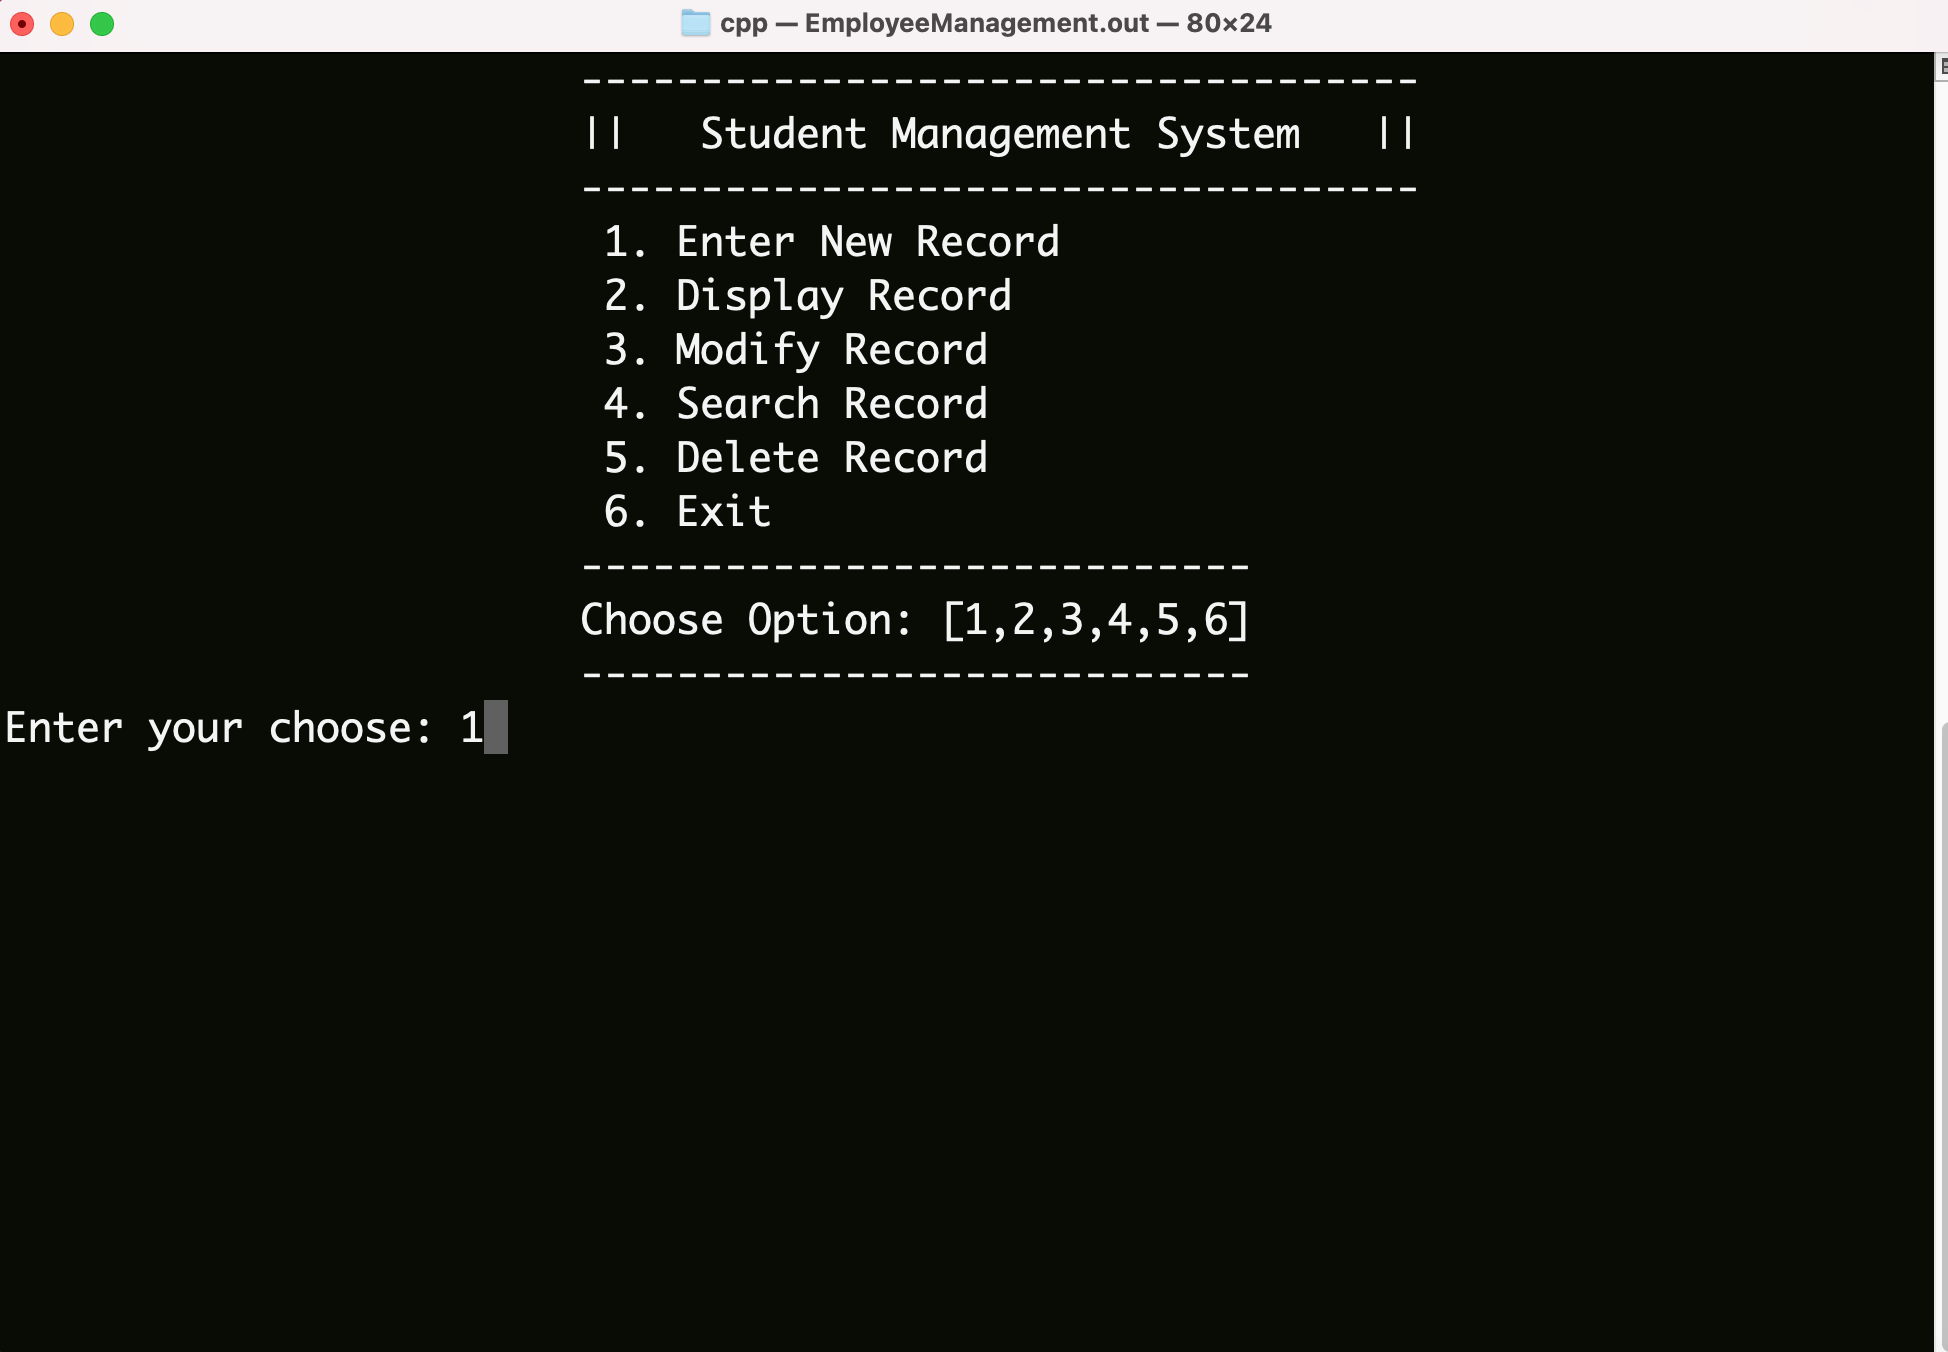 cpp — EmployeeManagement.out — 80×24
-----------------------------------
||   Student Management System   ||
-----------------------------------
1. Enter New Record
2. Display Record
3. Modify Record
4. Search Record
5. Delete Record
6. Exit
----------------------------
Choose Option: [1,2,3,4,5,6]
----------------------------
Enter your choose: 1